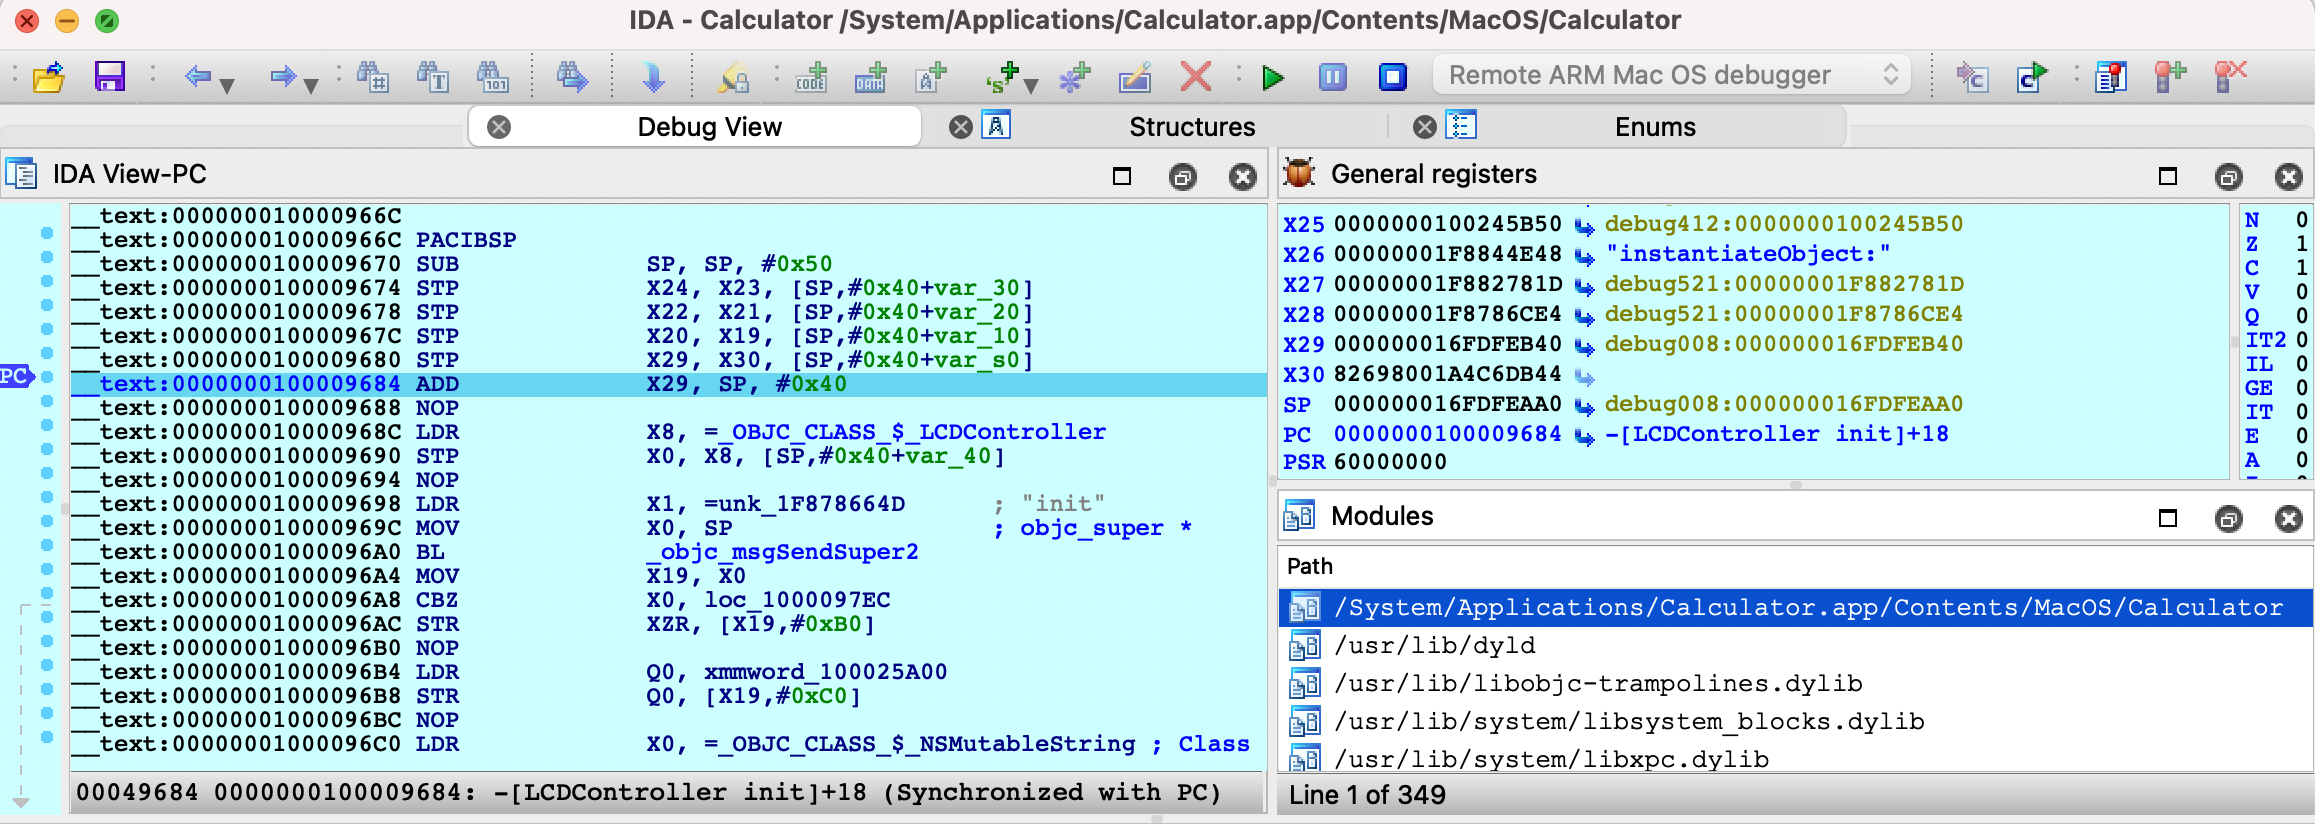 IDA - Calculator /System/Applications/Calculator.app/Contents/MacOS/Calculator
Remote ARM Mac OS debugger
Debug View
Structures
Enums
IDA View-PC
__text:000000010000966C
__text:000000010000966C PACIBSP
__text:0000000100009670 SUB SP, SP, #0x50
__text:0000000100009674 STP X24, X23, [SP,#0x40+var_30]
__text:0000000100009678 STP X22, X21, [SP,#0x40+var_20]
__text:000000010000967C STP X20, X19, [SP,#0x40+var_10]
__text:0000000100009680 STP X29, X30, [SP,#0x40+var_s0]
PC
__text:0000000100009684 ADD X29, SP, #0x40
__text:0000000100009688 NOP
__text:000000010000968C LDR X8, =_OBJC_CLASS_$_LCDController
__text:0000000100009690 STP X0, X8, [SP,#0x40+var_40]
__text:0000000100009694 NOP
__text:0000000100009698 LDR X1, =unk_1F878664D ; "init"
__text:000000010000969C MOV X0, SP ; objc_super *
__text:00000001000096A0 BL _objc_msgSendSuper2
__text:00000001000096A4 MOV X19, X0
__text:00000001000096A8 CBZ X0, loc_1000097EC
__text:00000001000096AC STR XZR, [X19,#0xB0]
__text:00000001000096B0 NOP
__text:00000001000096B4 LDR Q0, xmmword_100025A00
__text:00000001000096B8 STR Q0, [X19,#0xC0]
__text:00000001000096BC NOP
__text:00000001000096C0 LDR X0, =_OBJC_CLASS_$_NSMutableString ; Class
00049684 0000000100009684: -[LCDController init]+18 (Synchronized with PC)
General registers
X25 0000000100245B50 debug412:0000000100245B50
X26 00000001F8844E48 "instantiateObject:"
X27 00000001F882781D debug521:00000001F882781D
X28 00000001F8786CE4 debug521:00000001F8786CE4
X29 000000016FDFEB40 debug008:000000016FDFEB40
X30 82698001A4C6DB44
SP 000000016FDFEAA0 debug008:000000016FDFEAA0
PC 0000000100009684 -[LCDController init]+18
PSR 60000000
N 0
Z 1
C 1
V 0
Q 0
IT2 0
IL 0
GE 0
IT 0
E 0
A 0
Modules
Path
/System/Applications/Calculator.app/Contents/MacOS/Calculator
/usr/lib/dyld
/usr/lib/libobjc-trampolines.dylib
/usr/lib/system/libsystem_blocks.dylib
/usr/lib/system/libxpc.dylib
Line 1 of 349